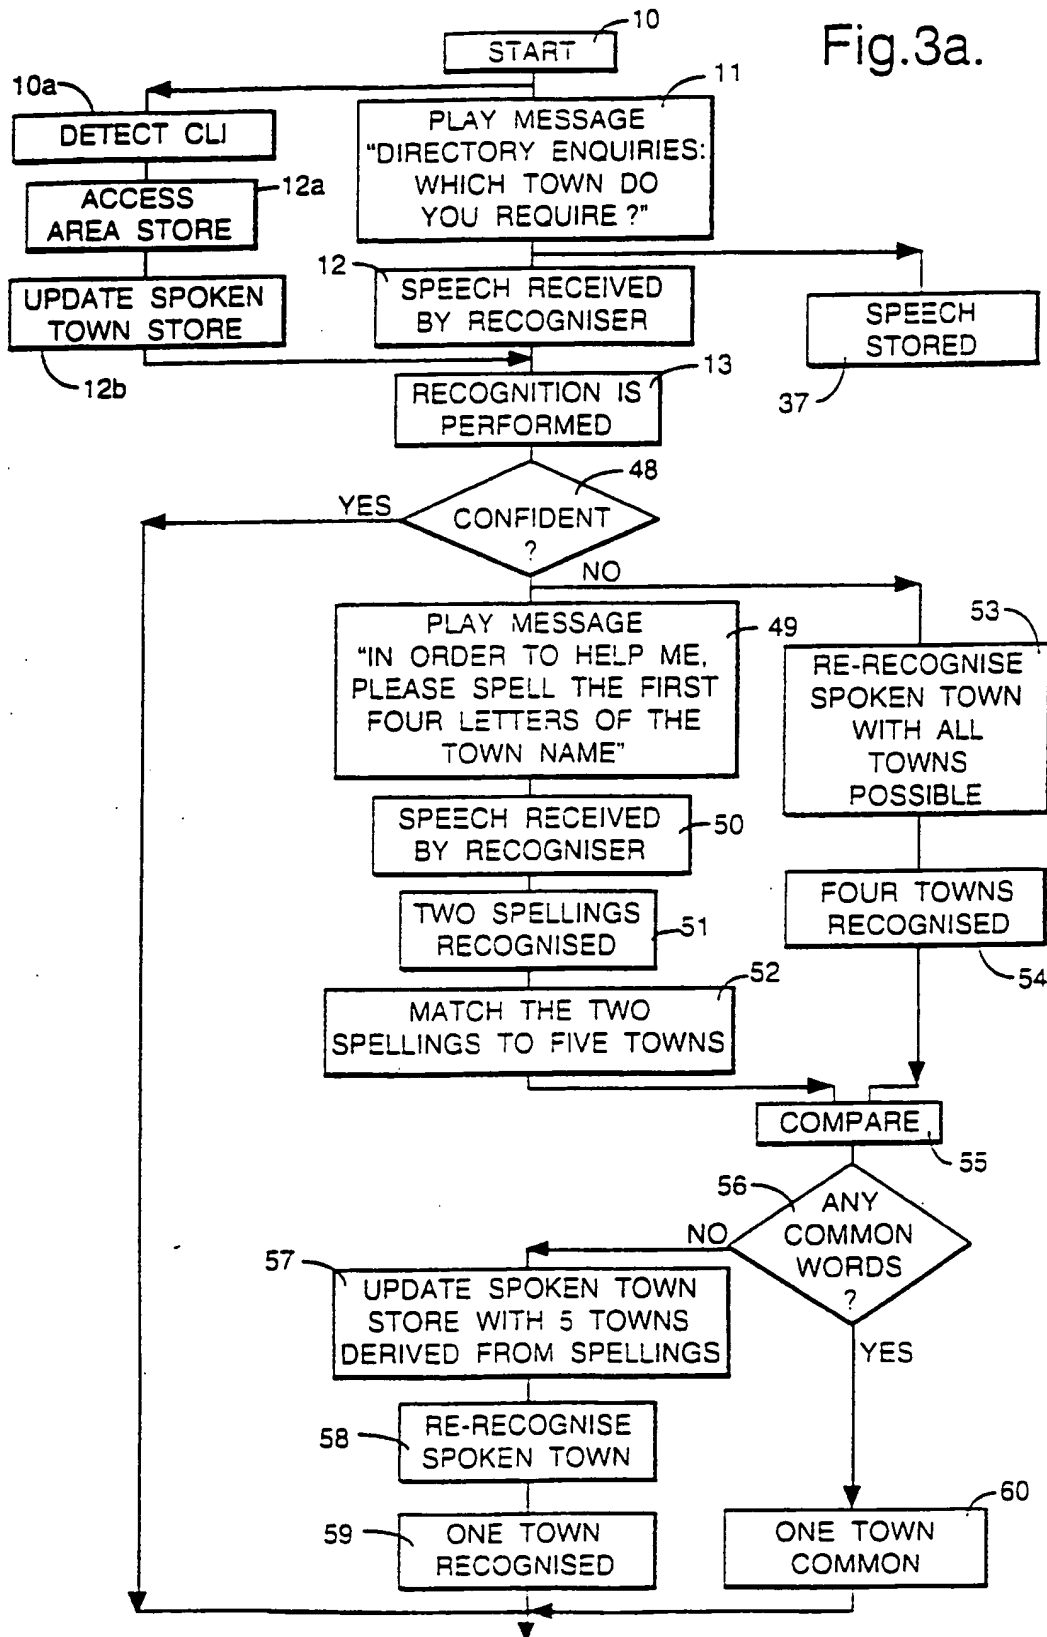 Fig.3a.
10
START
10a
DETECT CLI
11
PLAY MESSAGE
"DIRECTORY ENQUIRIES:
WHICH TOWN DO
YOU REQUIRE?"
12a
ACCESS
AREA STORE
12
SPEECH RECEIVED
BY RECOGNISER
UPDATE SPOKEN
TOWN STORE
12b
SPEECH
STORED
37
13
RECOGNITION IS
PERFORMED
48
CONFIDENT
?
YES
NO
PLAY MESSAGE
"IN ORDER TO HELP ME,
PLEASE SPELL THE FIRST
FOUR LETTERS OF THE
TOWN NAME"
49
53
RE-RECOGNISE
SPOKEN TOWN
WITH ALL
TOWNS
POSSIBLE
SPEECH RECEIVED
BY RECOGNISER
50
TWO SPELLINGS
RECOGNISED
51
FOUR TOWNS
RECOGNISED
54
52
MATCH THE TWO
SPELLINGS TO FIVE TOWNS
COMPARE
55
56
ANY
COMMON
WORDS
?
NO
YES
57
UPDATE SPOKEN TOWN
STORE WITH 5 TOWNS
DERIVED FROM SPELLINGS
58
RE-RECOGNISE
SPOKEN TOWN
59
ONE TOWN
RECOGNISED
60
ONE TOWN
COMMON